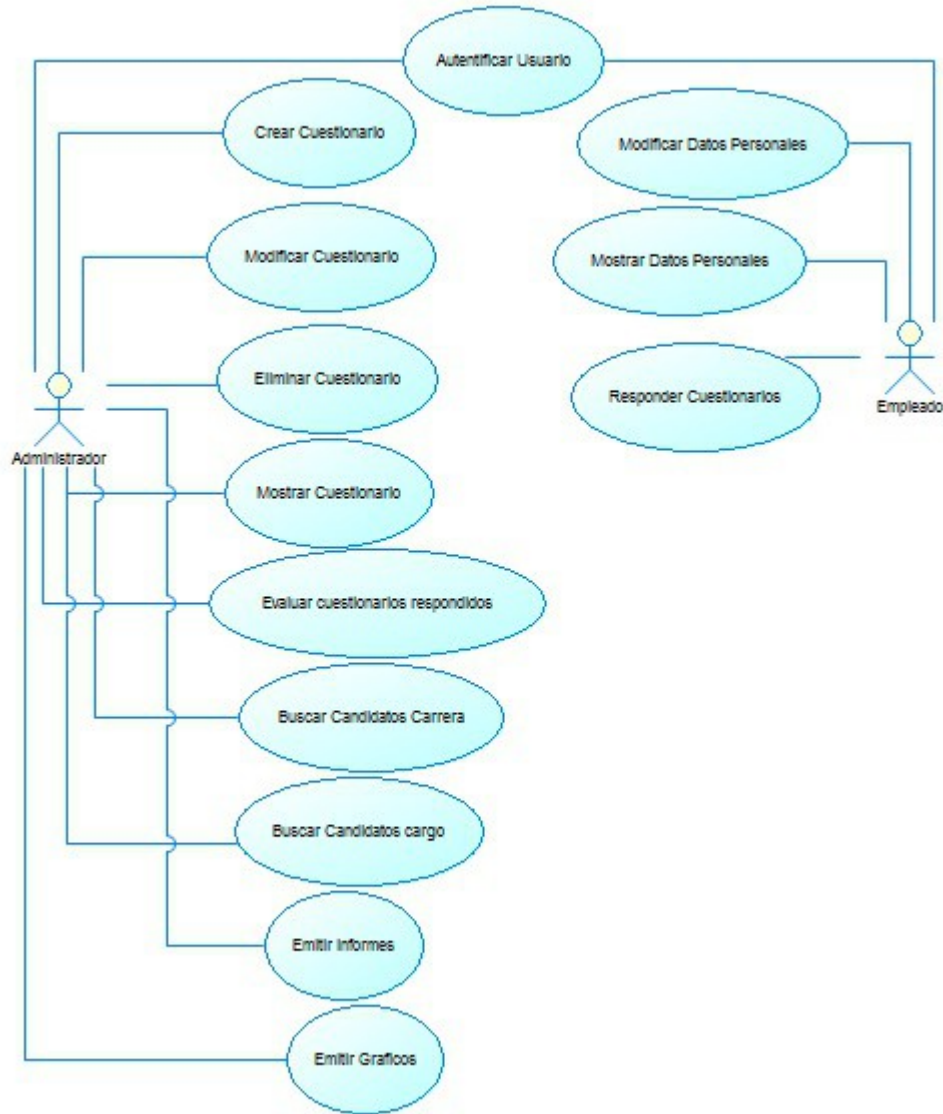 Autentificar Usuario
Crear Cuestionario
Modificar Datos Personales
Modificar Cuestionario
Mostrar Datos Personales
Eliminar Cuestionario
Responder Cuestionarios
Empleado
Administrador
Mostrar Cuestionario
Evaluar cuestionarios respondidos
Buscar Candidatos Carrera
Buscar Candidatos cargo
Emitir Informes
Emitir Graficos